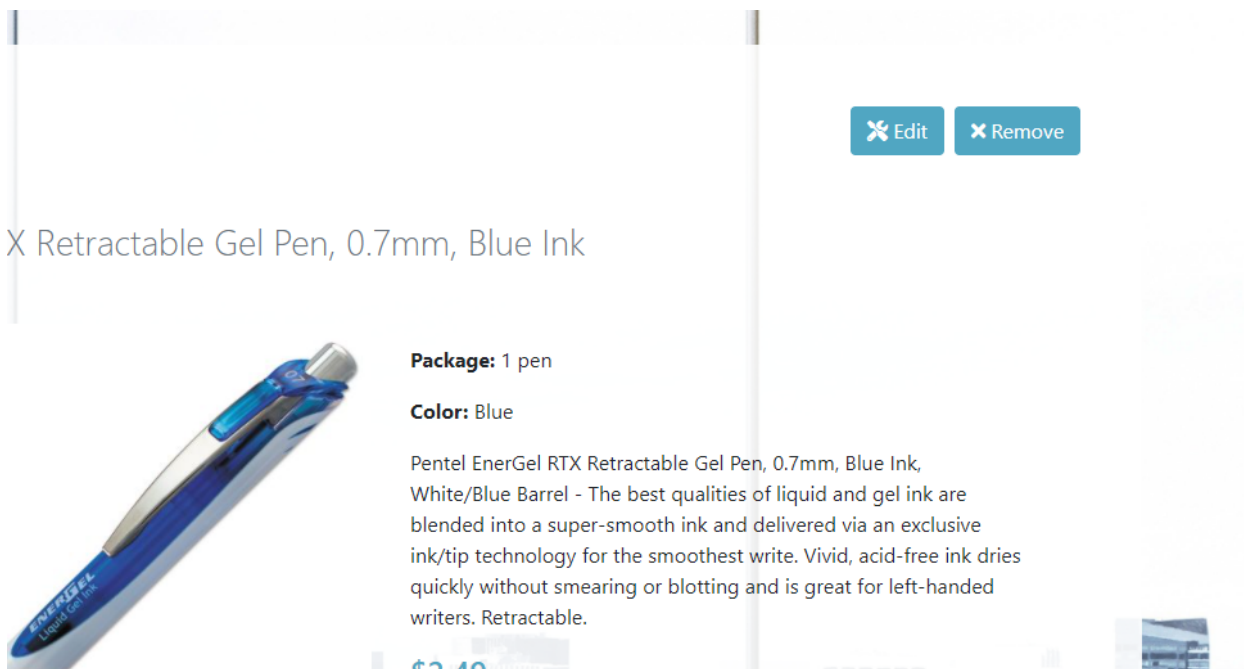 Edit Remove
X Retractable Gel Pen, 0.7mm, Blue Ink
07
Package: 1 pen
Color: Blue
Pentel EnerGel RTX Retractable Gel Pen, 0.7mm, Blue Ink,
White/Blue Barrel - The best qualities of liquid and gel ink are
blended into a super-smooth ink and delivered via an exclusive
ink/tip technology for the smoothest write. Vivid, acid-free ink dries
quickly without smearing or blotting and is great for left-handed
writers. Retractable.
ENERGEL
Liquid Gel Ink
$2.49